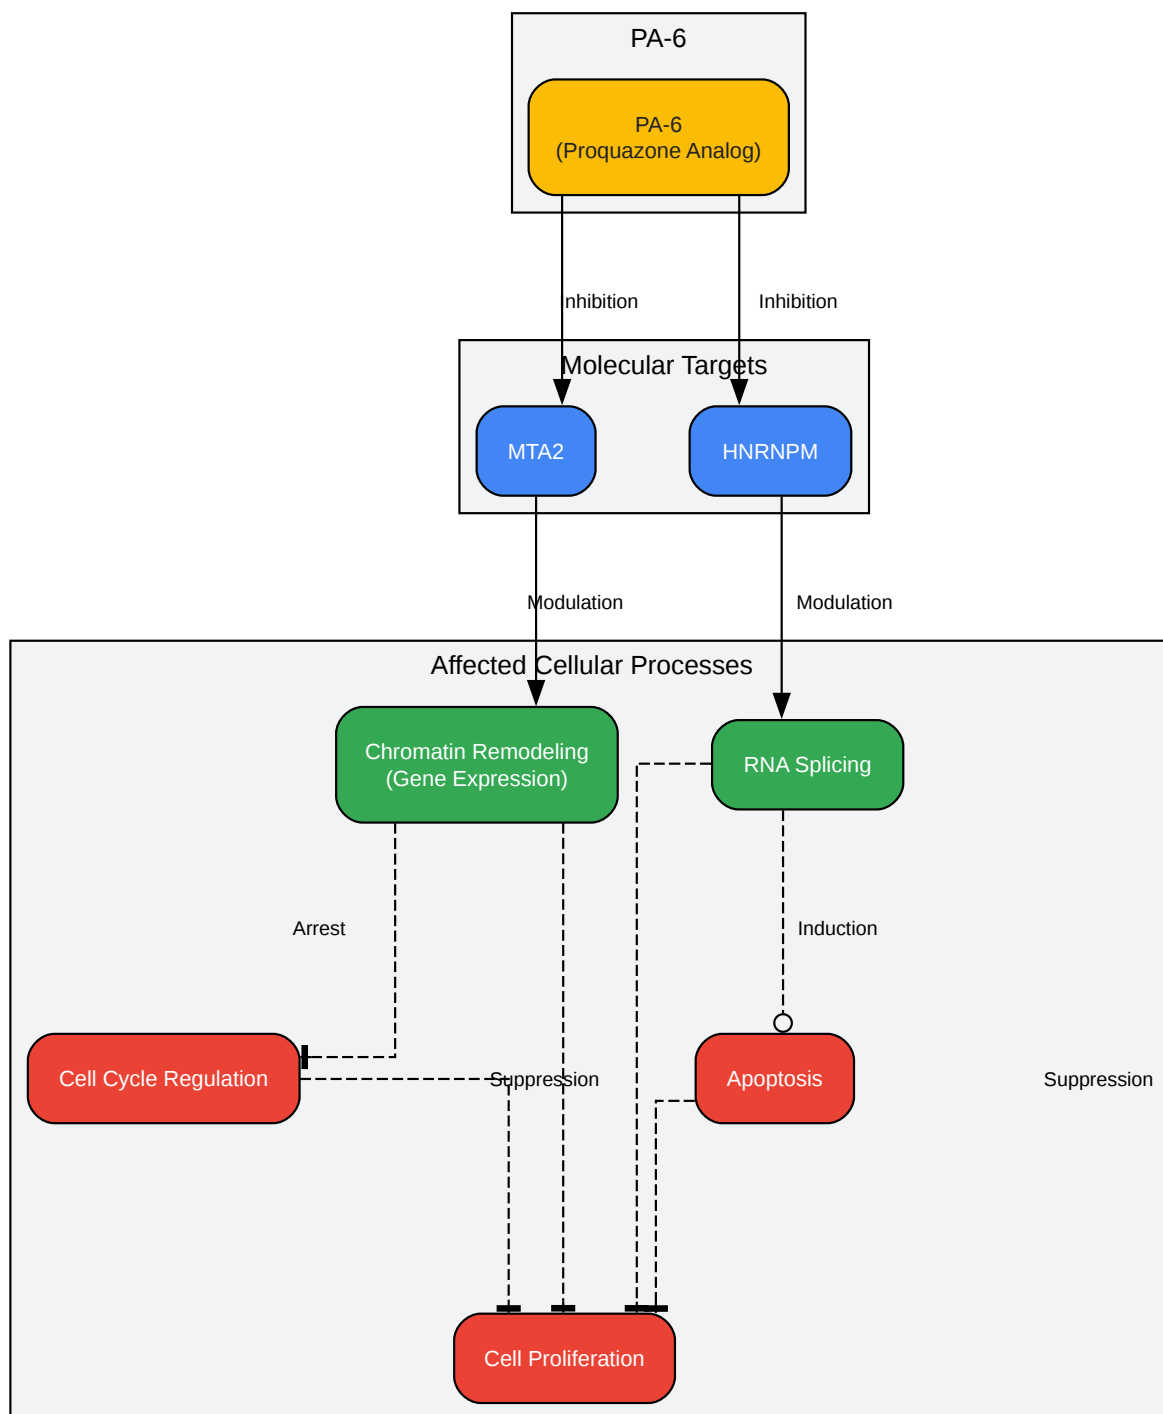 PA-6
PA-6
(Proquazone Analog)
Inhibition
Inhibition
Molecular Targets
MTA2
HNRNPM
Modulation
Modulation
Affected Cellular Processes
Chromatin Remodeling
(Gene Expression)
RNA Splicing
Arrest
Induction
Cell Cycle Regulation
Suppression
Apoptosis
Suppression
Cell Proliferation